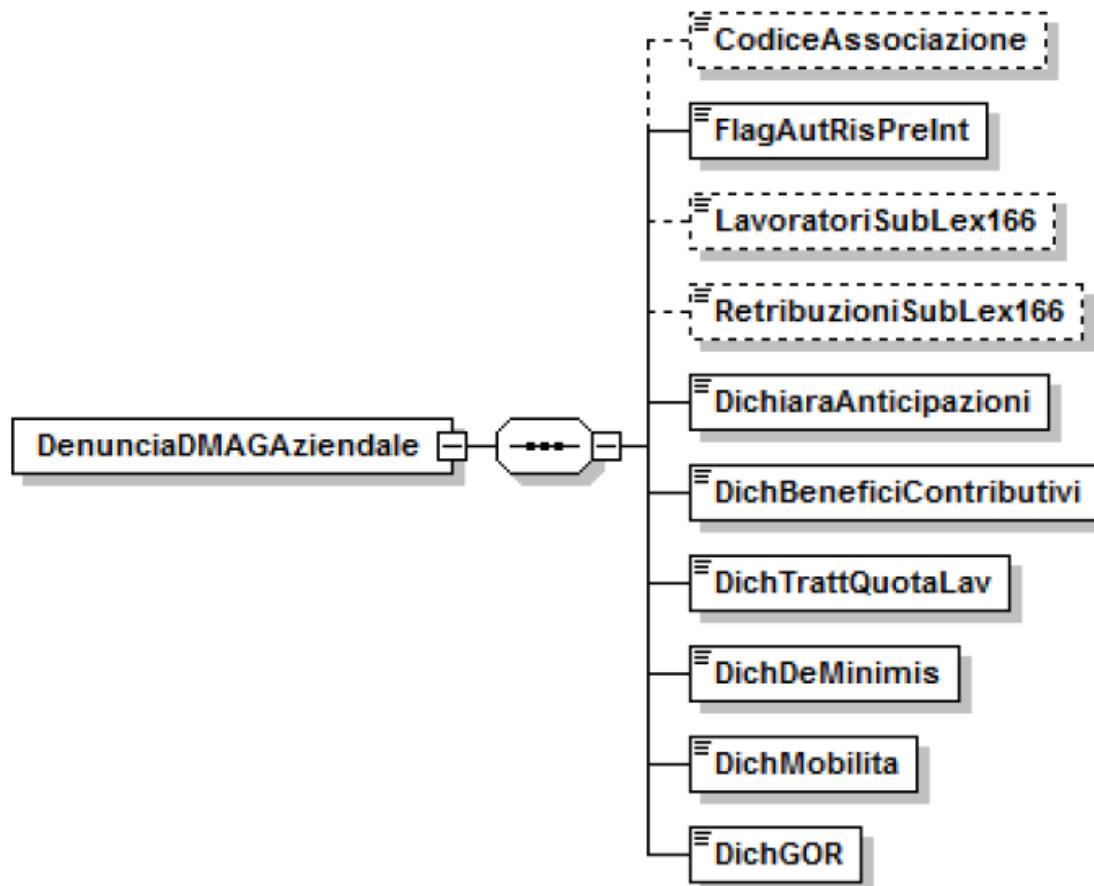 CodiceAssociazione
FlagAutRisPreInt
LavoratoriSubLex166
RetribuzioniSubLex166
DichiaraAnticipazioni
DenunciaDMAGAziendale
DichBeneficiContributivi
DichTrattQuotaLav
DichDeMinimis
DichMobilita
DichGOR